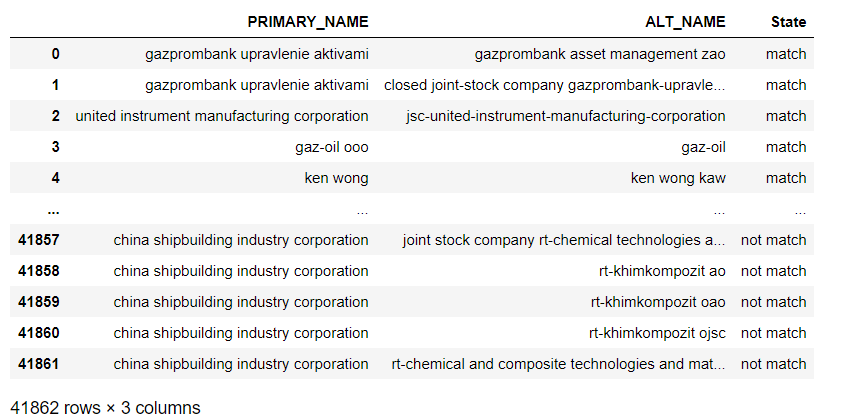 PRIMARY_NAME ALT_NAME State
0 gazprombank upravlenie aktivami gazprombank asset management zao match
1 gazprombank upravlenie aktivami closed joint-stock company gazprombank-upravle... match
2 united instrument manufacturing corporation jsc-united-instrument-manufacturing-corporation match
3 gaz-oil ooo gaz-oil match
4 ken wong ken wong kaw match
... ... ... ...
41857 china shipbuilding industry corporation joint stock company rt-chemical technologies a... not match
41858 china shipbuilding industry corporation rt-khimkompozit ao not match
41859 china shipbuilding industry corporation rt-khimkompozit oao not match
41860 china shipbuilding industry corporation rt-khimkompozit ojsc not match
41861 china shipbuilding industry corporation rt-chemical and composite technologies and mat... not match
41862 rows × 3 columns